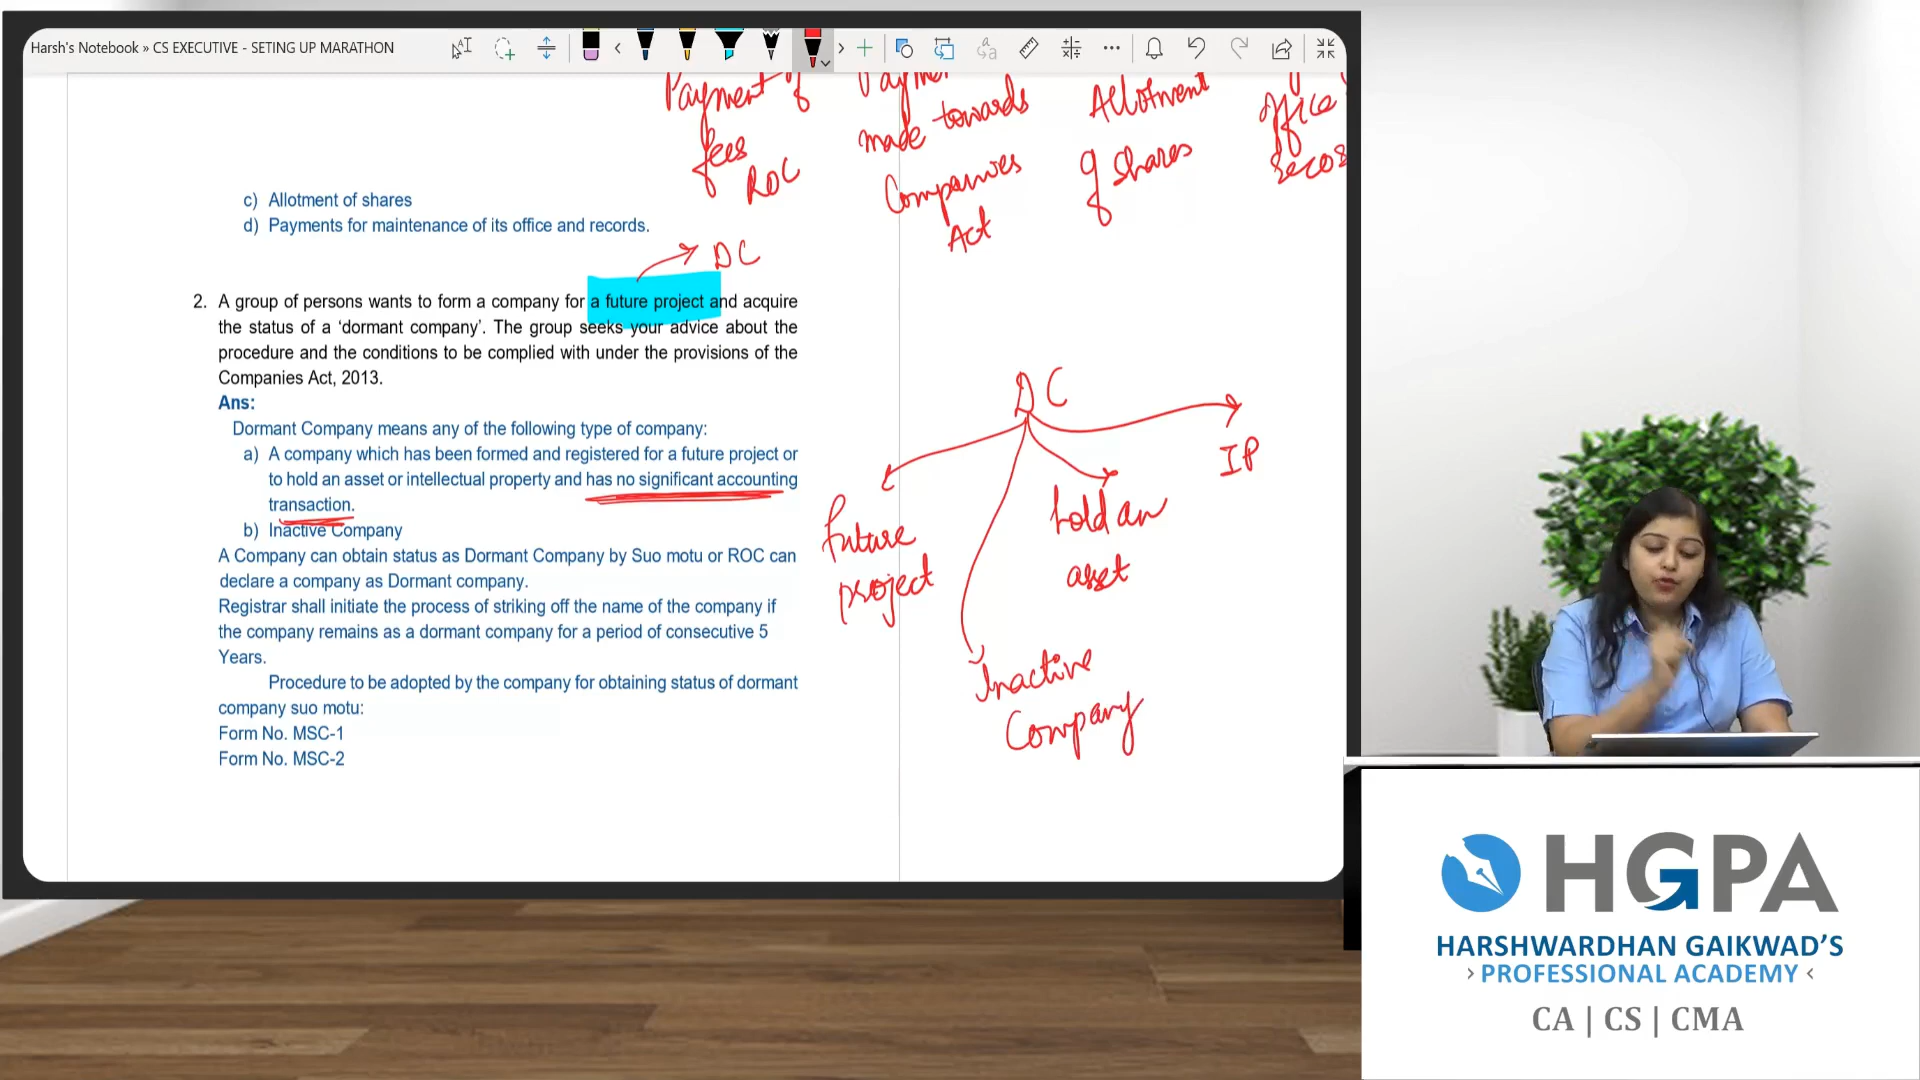 Harsh's Notebook » CS EXECUTIVE - SETING UP MARATHON
Payment of
fees
ROC
made towards
Companies
Act
Allotment
of shares
office
c) Allotment of shares
d) Payments for maintenance of its office and records.
DC
2. A group of persons wants to form a company for a future project and acquire
the status of a ‘dormant company’. The group seeks your advice about the
procedure and the conditions to be complied with under the provisions of the
Companies Act, 2013.
Ans:
Dormant Company means any of the following type of company:
a) A company which has been formed and registered for a future project or
to hold an asset or intellectual property and has no significant accounting
transaction.
b) Inactive Company
A Company can obtain status as Dormant Company by Suo motu or ROC can
declare a company as Dormant company.
Registrar shall initiate the process of striking off the name of the company if
the company remains as a dormant company for a period of consecutive 5
Years.
Procedure to be adopted by the company for obtaining status of dormant
company suo motu:
Form No. MSC-1
Form No. MSC-2
DC
IP
future
project
hold an
asset
Inactive
Company
HGPA
HARSHWARDHAN GAIKWAD'S
› PROFESSIONAL ACADEMY ‹
CA | CS | CMA